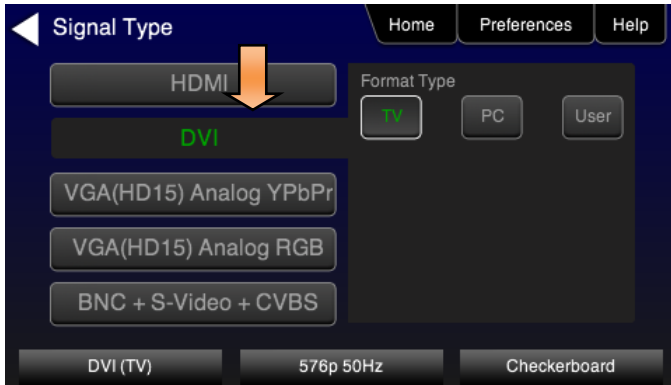 Signal Type
Home
Preferences
Help
HDMI
DVI
VGA(HD15) Analog YPbPr
VGA(HD15) Analog RGB
BNC + S-Video + CVBS
Format Type
TV
PC
User
DVI (TV)
576p 50Hz
Checkerboard